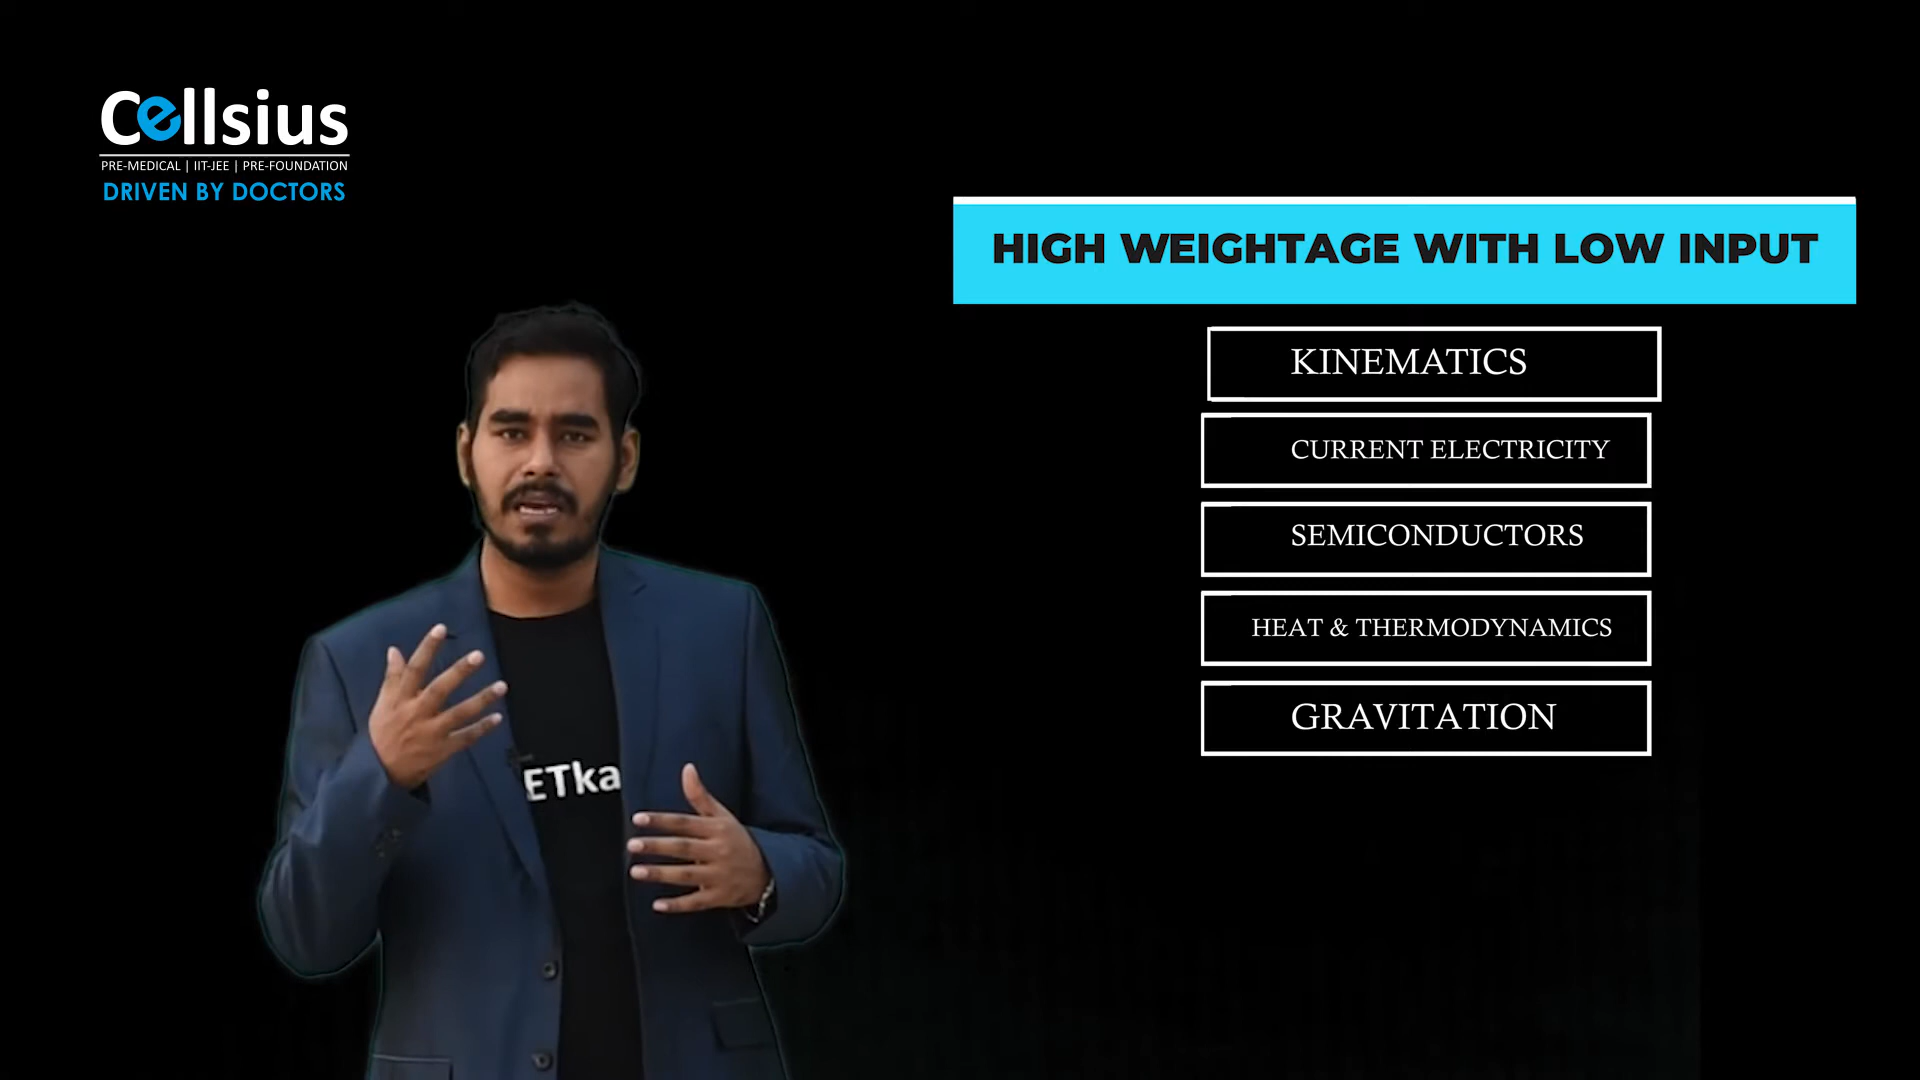 Cellsius
PRE-MEDICAL | IIT-JEE | PRE-FOUNDATION
DRIVEN BY DOCTORS
HIGH WEIGHTAGE WITH LOW INPUT
KINEMATICS
CURRENT ELECTRICITY
SEMICONDUCTORS
HEAT & THERMODYNAMICS
GRAVITATION
ETka